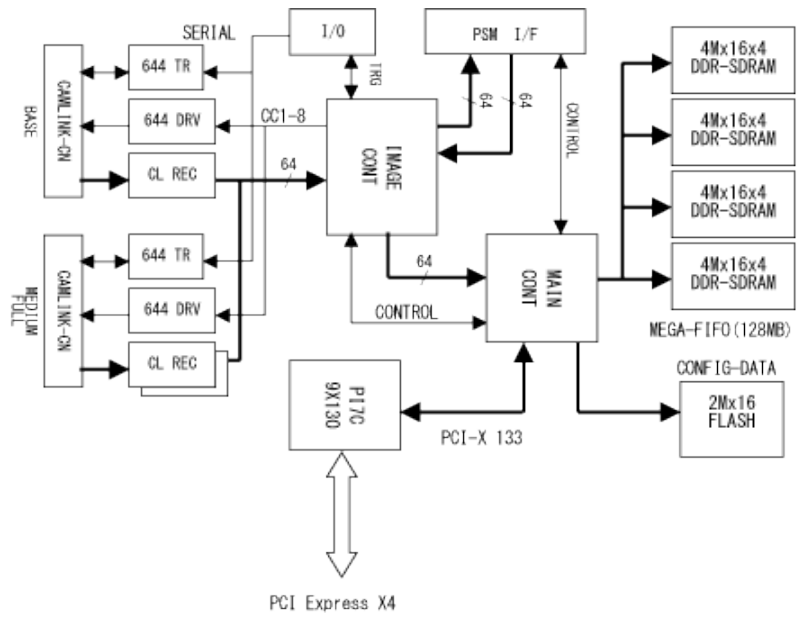 SERIAL
I/O
PSM I/F
4Mx16x4
DDR-SDRAM
644 TR
TRG
64
64
CONTROL
CAMLINK-CN
BASE
644 DRV
CC1-8
IMAGE
CONT
4Mx16x4
DDR-SDRAM
CL REC
64
4Mx16x4
DDR-SDRAM
644 TR
64
MAIN
CONT
4Mx16x4
DDR-SDRAM
CAMLINK-CN
MEDIUM
FULL
644 DRV
CONTROL
MEGA-FIFO(128MB)
CL REC
CONFIG-DATA
PI7C
9X130
PCI-X 133
2Mx16
FLASH
PCI Express X4